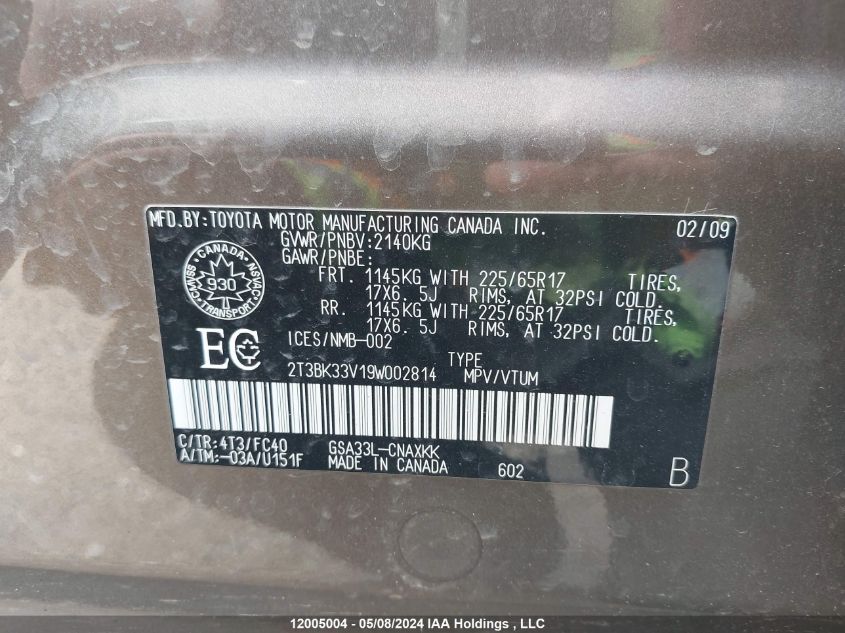 MFD.BY:TOYOTA MOTOR MANUFACTURING CANADA INC. 02/09
GVWR/PNBV:2140KG
GAWR/PNBE:
FRT. 1145KG WITH 225/65R17 TIRES,
17X6.5J RIMS, AT 32PSI COLD.
RR. 1145KG WITH 225/65R17 TIRES,
17X6.5J RIMS, AT 32PSI COLD.
CANADA
CMVSS 930 NSVAC
TRANSPORT
EC
ICES/NMB-002
TYPE
2T3BK33V19W002814 MPV/VTUM
C/TR:4T3/FC40 GSA33L-CNAXKK
A/TM:-03A/U151F MADE IN CANADA 602 B
12005004 - 05/08/2024 IAA Holdings , LLC